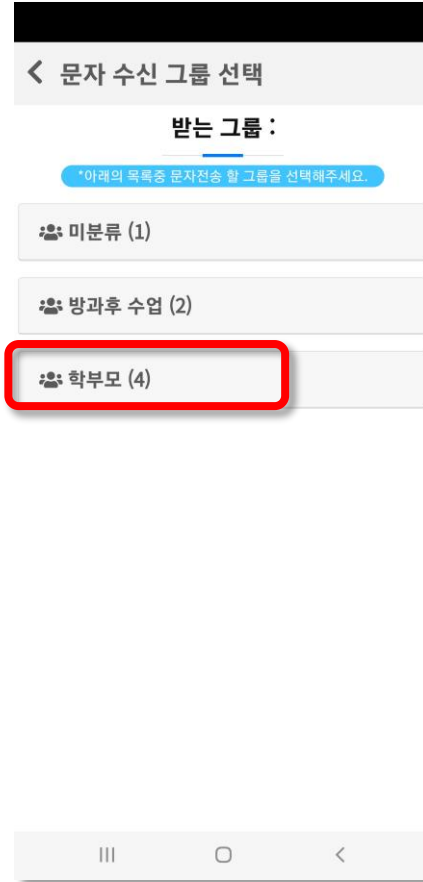 문자 수신 그룹 선택
받는 그룹 :
*아래의 목록중 문자전송 할 그룹을 선택해주세요.
미분류 (1)
방과후 수업 (2)
학부모 (4)